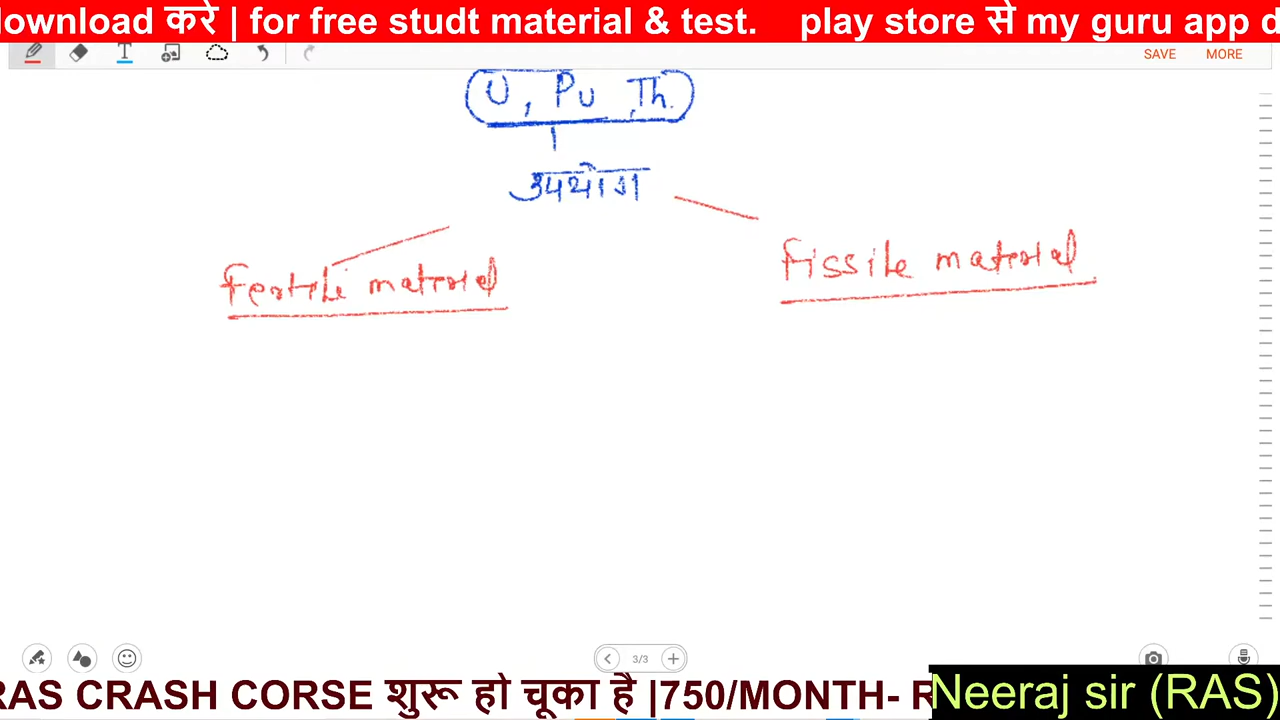 ownload करे | for free studt material & test. play store से my guru app d
T SAVE MORE
U, Pu, Th.
उपयोग
Fertile material
Fissile material
3/3
RAS CRASH CORSE शुरू हो चूका है |750/MONTH- R
Neeraj sir (RAS)